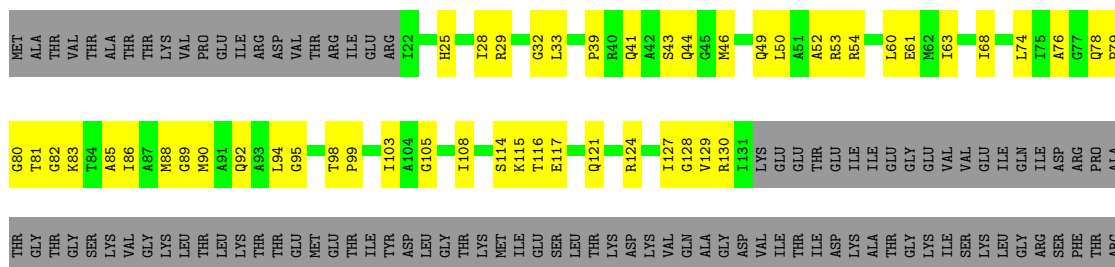 MET ALA THR VAL THR THR ALA THR THR LYS VAL PRO GLU ILE ARG ASP VAL THR ARG ILE GLU ARG I22 H25 I28 R29 G32 L33 P39 R40 Q41 A42 S43 Q44 G45 M46 Q49 L50 A51 A52 R53 R54 L60 E61 M62 I63 I68 L74 I75 A76 G77 Q78 P79
G80 T81 G82 K83 T84 A85 I86 A87 M88 G89 M90 A91 Q92 A93 L94 G95 T98 P99 I103 A104 G105 I108 S114 K115 T116 E117 Q121 R124 I127 G128 V129 R130 I131 LYS GLU GLU THR GLU ILE ILE GLU GLY GLU VAL VAL GLU ILE GLN ILE ASP ARG PRO ALA
THR GLY THR GLY SER LYS VAL GLY LYS LEU THR LEU LYS THR THR GLU MET GLU THR ILE TYR ASP LEU GLY THR LYS MET ILE GLU SER LEU THR LYS ASP LYS VAL GLN ALA GLY ASP VAL ILE THR ILE ASP LYS ALA THR GLY LYS ILE SER LYS LEU GLY ARG SER PHE THR ARG